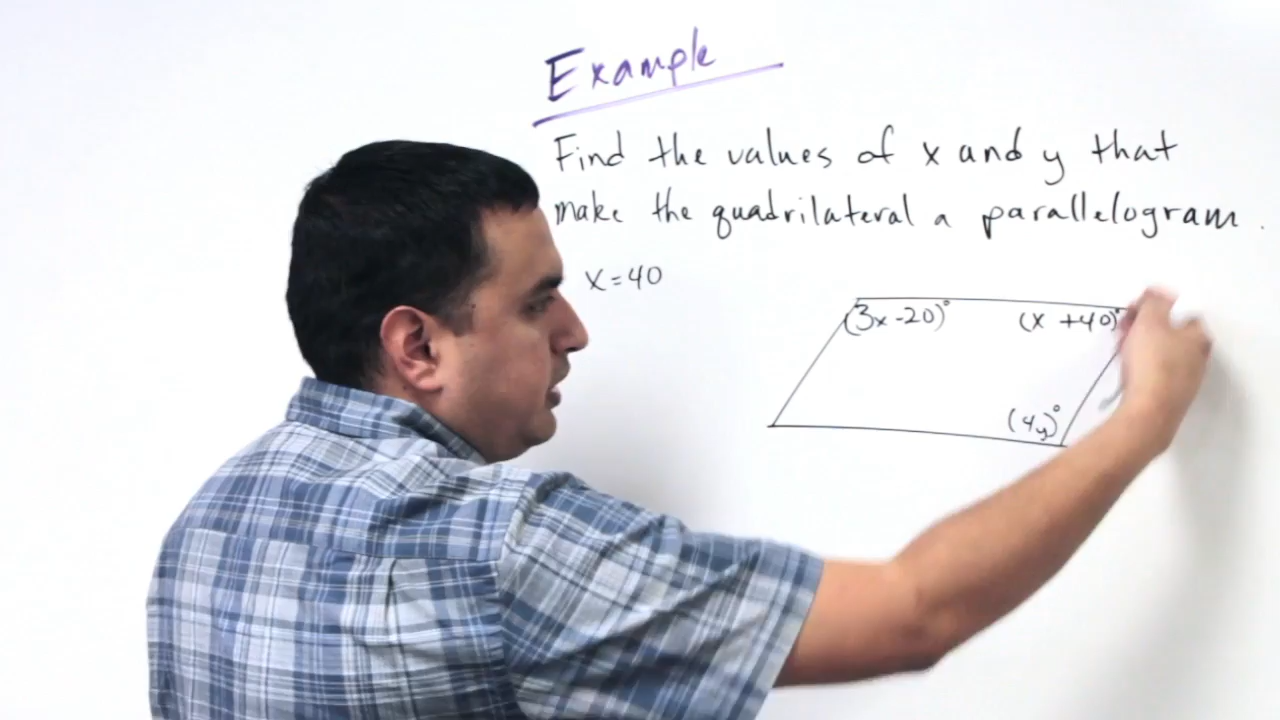 Example
Find the values of x and y that
make the quadrilateral a parallelogram.
x=40
(3x-20)° (x +40)°
(4y)°